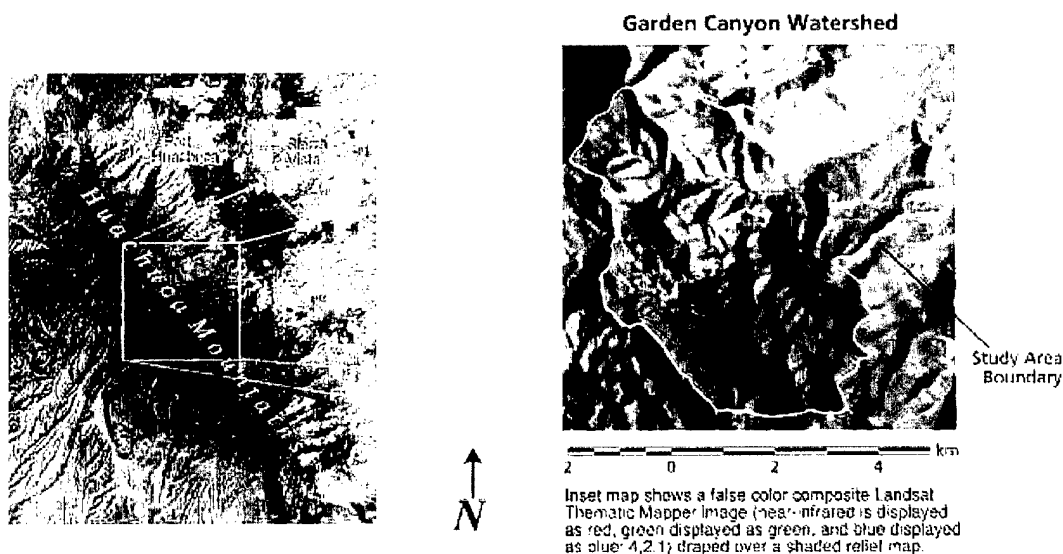 Garden Canyon Watershed
Fort Sierra
Huachuca Vista
Huachuca Mountains
Study Area
Boundary
N
km
2 0 2 4
Inset map shows a false color composite Landsat
Thematic Mapper Image (near-infrared is displayed
as red, green displayed as green, and blue displayed
as blue: 4,2,1) draped over a shaded relief map.